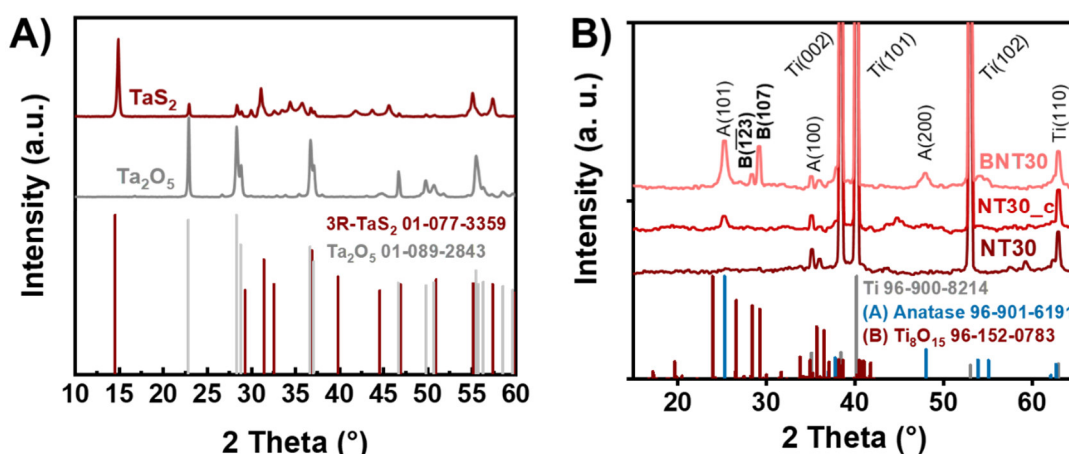 A)
Intensity (a.u.)
TaS₂
Ta₂O₅
3R-TaS₂ 01-077-3359
Ta₂O₅ 01-089-2843
10 15 20 25 30 35 40 45 50 55 60
2 Theta (°)
B)
Intensity (a. u.)
A(101)
B(1̅23)
B(107)
A(100)
Ti(002)
Ti(101)
A(200)
Ti(102)
Ti(110)
BNT30
NT30_c
NT30
Ti 96-900-8214
(A) Anatase 96-901-6191
(B) Ti₈O₁₅ 96-152-0783
20 30 40 50 60
2 Theta (°)